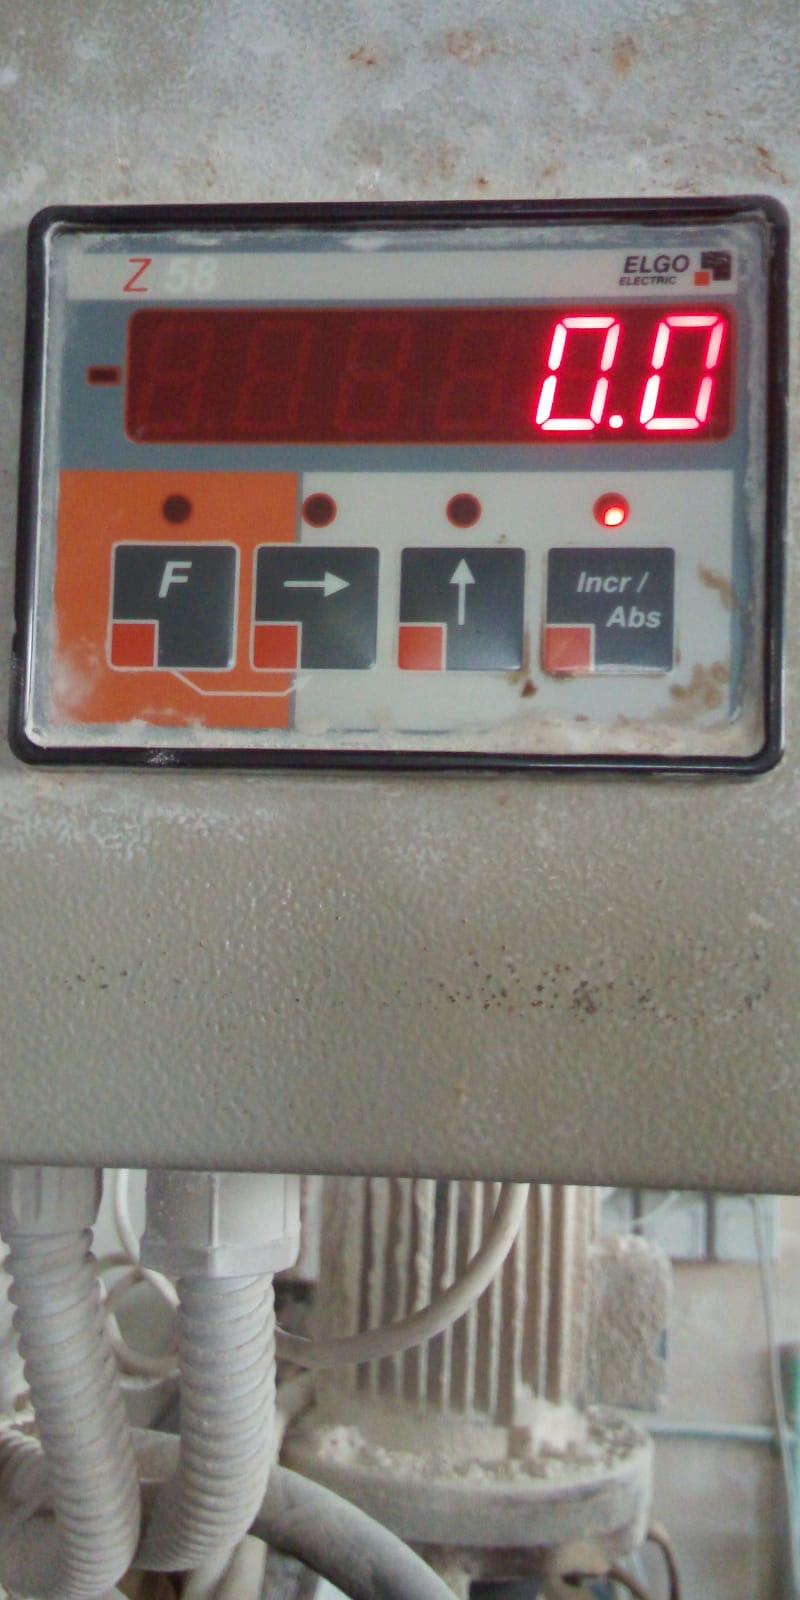 Z 58
ELGO
ELECTRIC
0.0
F
→
↑
Incr /
Abs